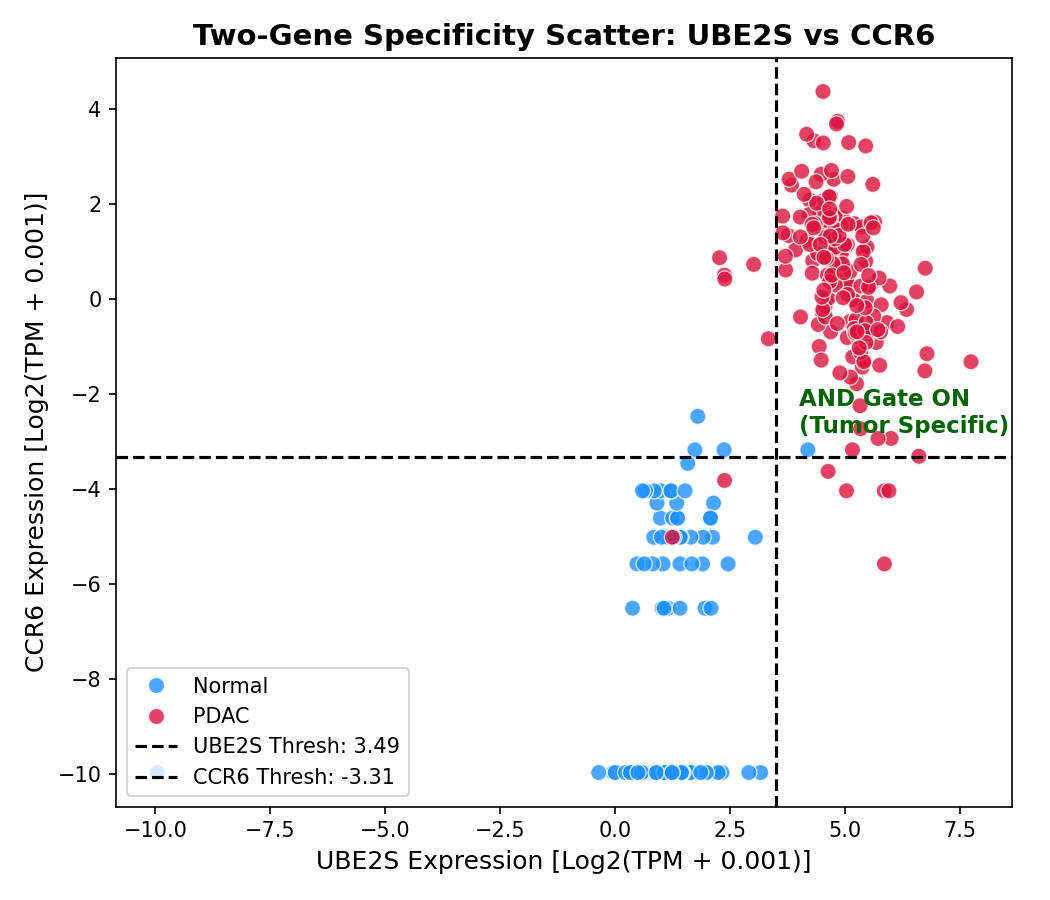 Two-Gene Specificity Scatter: UBE2S vs CCR6
CCR6 Expression [Log2(TPM + 0.001)]
4
2
0
−2
−4
−6
−8
−10
AND Gate ON
(Tumor Specific)
Normal
PDAC
UBE2S Thresh: 3.49
CCR6 Thresh: -3.31
−10.0
−7.5
−5.0
−2.5
0.0
2.5
5.0
7.5
UBE2S Expression [Log2(TPM + 0.001)]